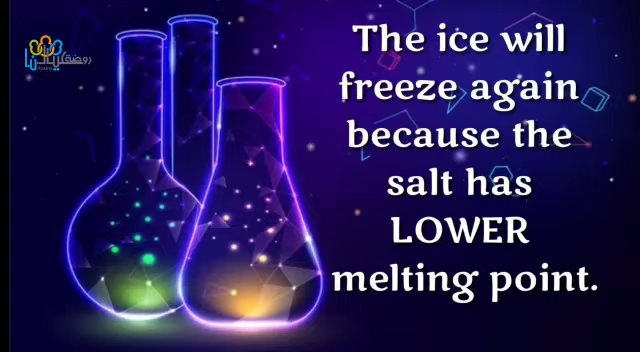 The ice will
freeze again
because the
salt has
LOWER
melting point.